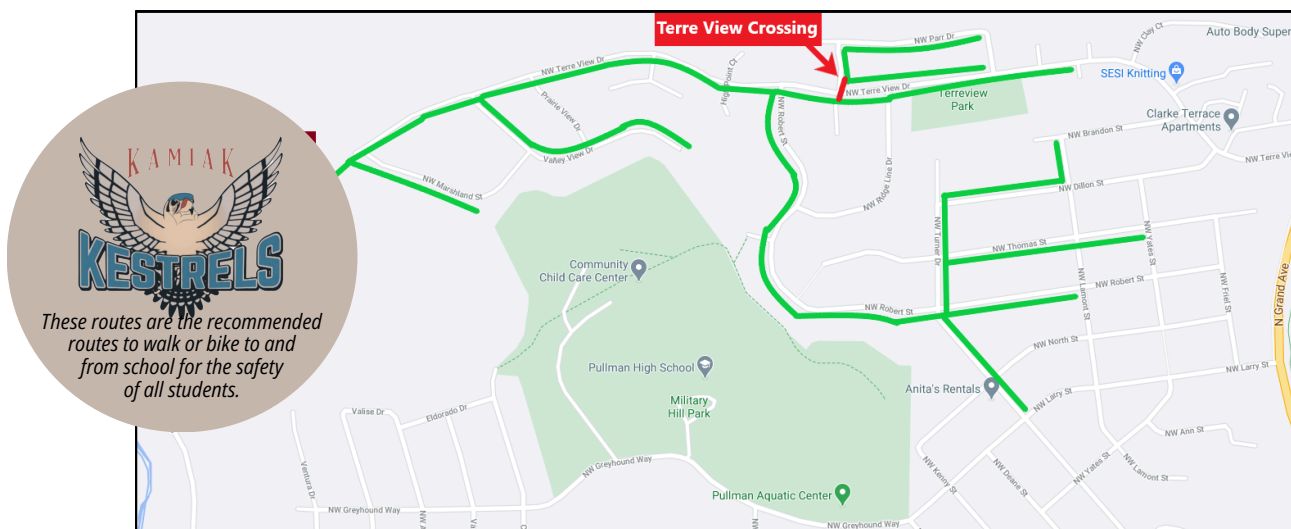 Terre View Crossing
NW Parr Dr
NW Clay Ct
Auto Body Super
NW Terre View Dr
High Point Ct
SESI Knitting
NW Terre View Dr
Terreview
Park
Prairie View Dr
Clarke Terrace
Apartments
NW Robert St
NW Brandon St
Valley View Dr
NW Terre Vie
KAMIAK
KESTRELS
These routes are the recommended
routes to walk or bike to and
from school for the safety
of all students.
NW Marshland St
NW Ridge Line Dr
NW Dillon St
NW Turner Dr
NW Thomas St
NW Yates St
Community
Child Care Center
NW Lamont St
NW Robert St
NW Friel St
N Grand Ave
NW Robert St
NW North St
Pullman High School
NW Larry St
Anita's Rentals
Military
Hill Park
NW Larry St
Valise Dr
Eldorado Dr
NW Ann St
NW Greyhound Way
NW Kenny St
NW Deane St
NW Yates St
NW Lamont St
Ventura Dr
Pullman Aquatic Center
NW Greyhound Way
NW A
Va
C
NW
NW Greyhound Way